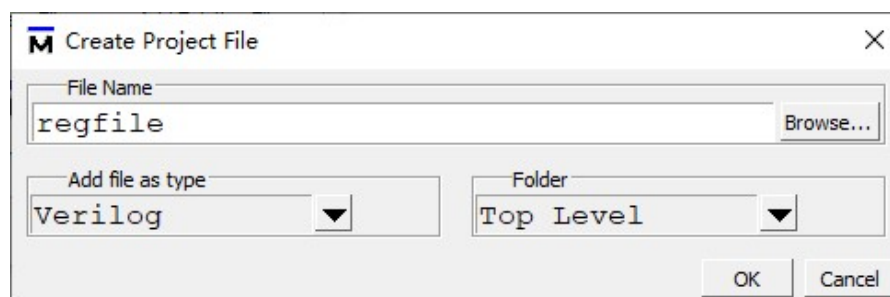 M Create Project File
File Name
regfile
Browse...
Add file as type
Folder
Verilog
Top Level
OK
Cancel